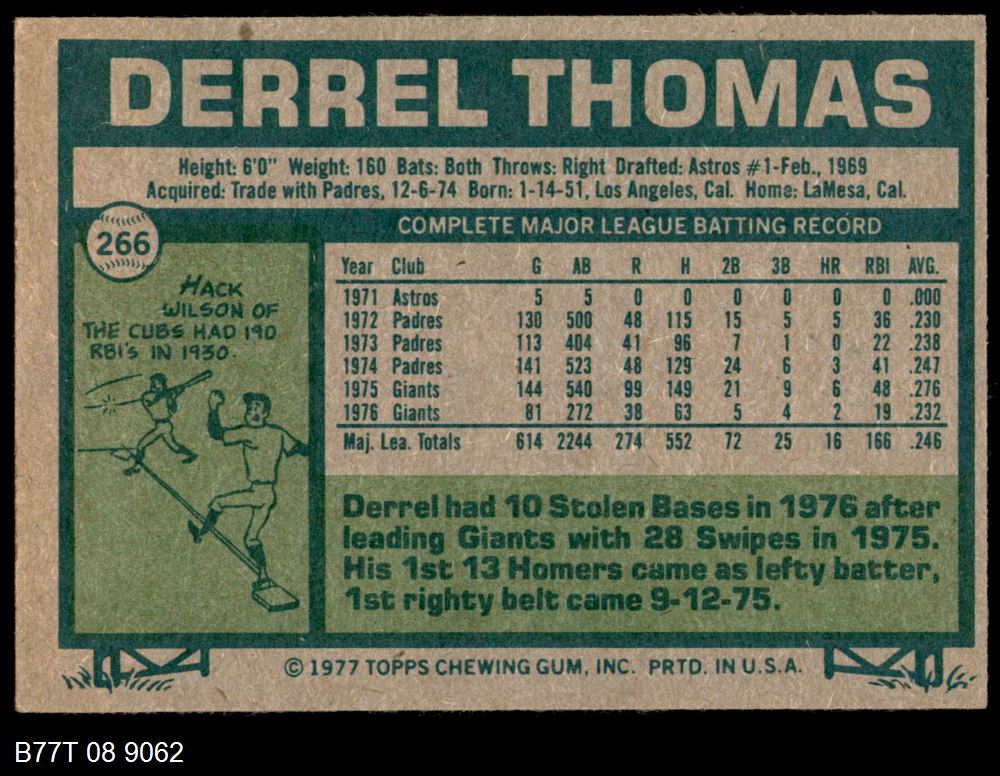 DERREL THOMAS
Height: 6'0" Weight: 160 Bats: Both Throws: Right Drafted: Astros #1-Feb., 1969
Acquired: Trade with Padres, 12-6-74 Born: 1-14-51, Los Angeles, Cal. Home: LaMesa, Cal.
266
COMPLETE MAJOR LEAGUE BATTING RECORD
HACK
WILSON OF
THE CUBS HAD 190
RBI'S IN 1930.
Year Club G AB R H 2B 3B HR RBI AVG.
1971 Astros 5 5 0 0 0 0 0 0 .000
1972 Padres 130 500 48 115 15 5 5 36 .230
1973 Padres 113 404 41 96 7 1 0 22 .238
1974 Padres 141 523 48 129 24 6 3 41 .247
1975 Giants 144 540 99 149 21 9 6 48 .276
1976 Giants 81 272 38 63 5 4 2 19 .232
Maj. Lea. Totals 614 2244 274 552 72 25 16 166 .246
Derrel had 10 Stolen Bases in 1976 after
leading Giants with 28 Swipes in 1975.
His 1st 13 Homers came as lefty batter,
1st righty belt came 9-12-75.
© 1977 TOPPS CHEWING GUM, INC. PRTD. IN U.S.A.
B77T 08 9062